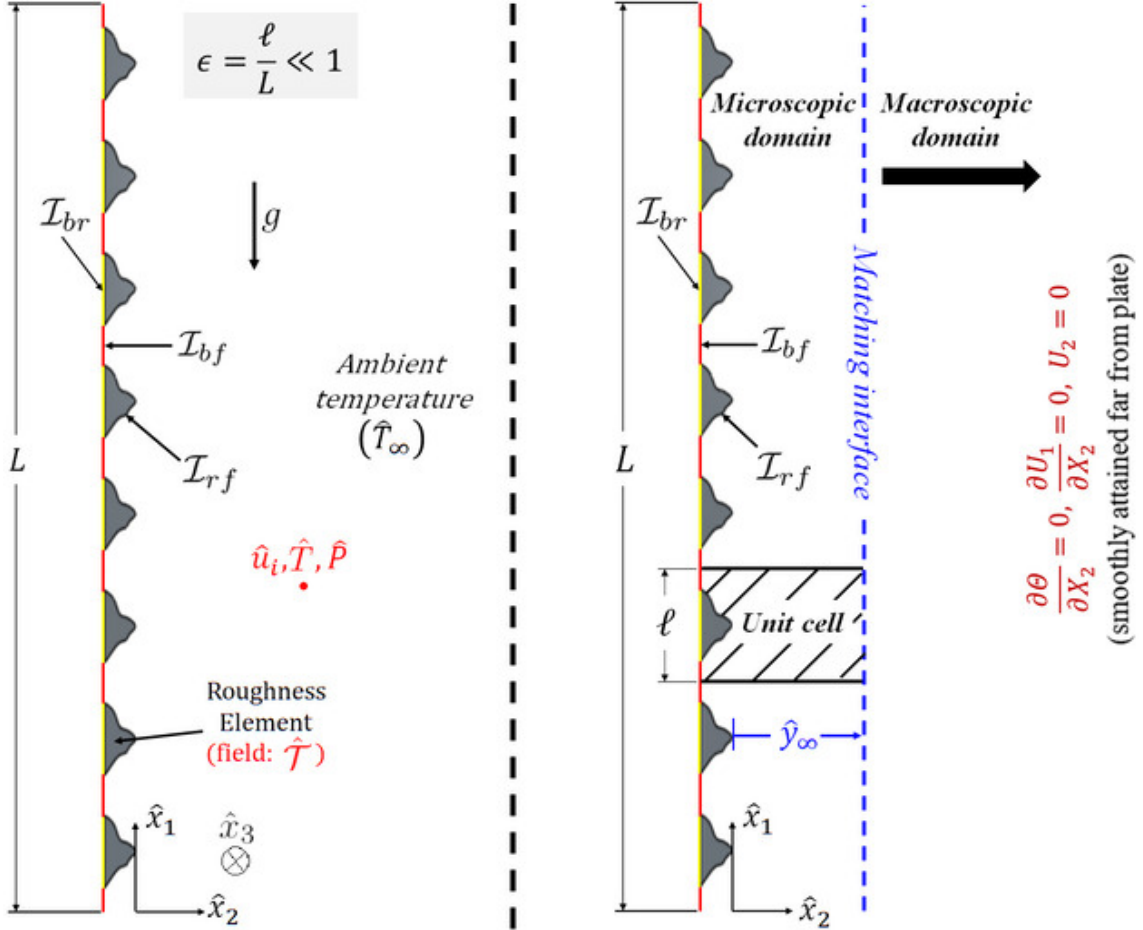 ϵ = ℓ/L ≪ 1
g
ℐ_br
ℐ_bf
ℐ_rf
L
Ambient
temperature
(T̂_∞)
û_i, T̂, P̂
Roughness
Element
(field: 𝒯̂)
x̂_1
x̂_3
x̂_2
Microscopic
domain
Macroscopic
domain
ℐ_br
ℐ_bf
ℐ_rf
L
Matching interface
ℓ
Unit cell
ŷ_∞
x̂_1
x̂_2
∂Θ/∂X_2 = 0, ∂U_1/∂X_2 = 0, U_2 = 0
(smoothly attained far from plate)